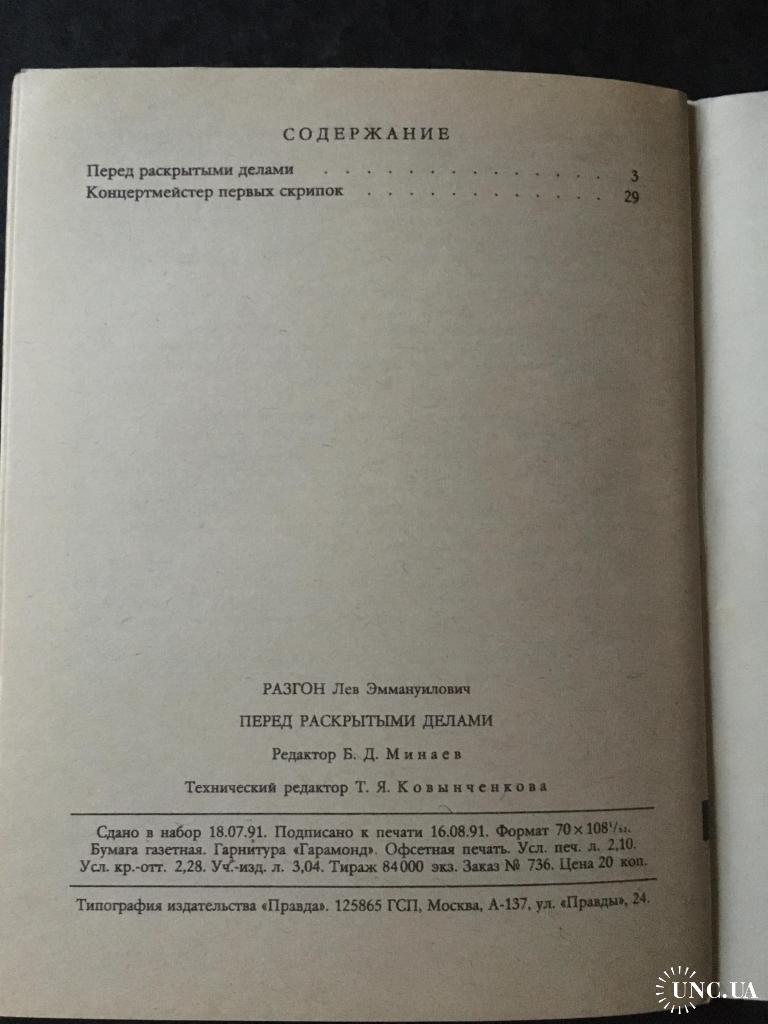 СОДЕРЖАНИЕ
Перед раскрытыми делами . . . . . . . . . . . . . 3
Концертмейстер первых скрипок . . . . . . . . . . . . 29
РАЗГОН Лев Эммануилович
ПЕРЕД РАСКРЫТЫМИ ДЕЛАМИ
Редактор Б. Д. Минаев
Технический редактор Т. Я. Ковынченкова
Сдано в набор 18.07.91. Подписано к печати 16.08.91. Формат 70×108¹/₃₂.
Бумага газетная. Гарнитура «Гарамонд». Офсетная печать. Усл. печ. л. 2,10.
Усл. кр.-отт. 2,28. Уч.-изд. л. 3,04. Тираж 84 000 экз. Заказ № 736. Цена 20 коп.
Типография издательства «Правда». 125865 ГСП, Москва, А-137, ул. «Правды», 24.
UNC.UA